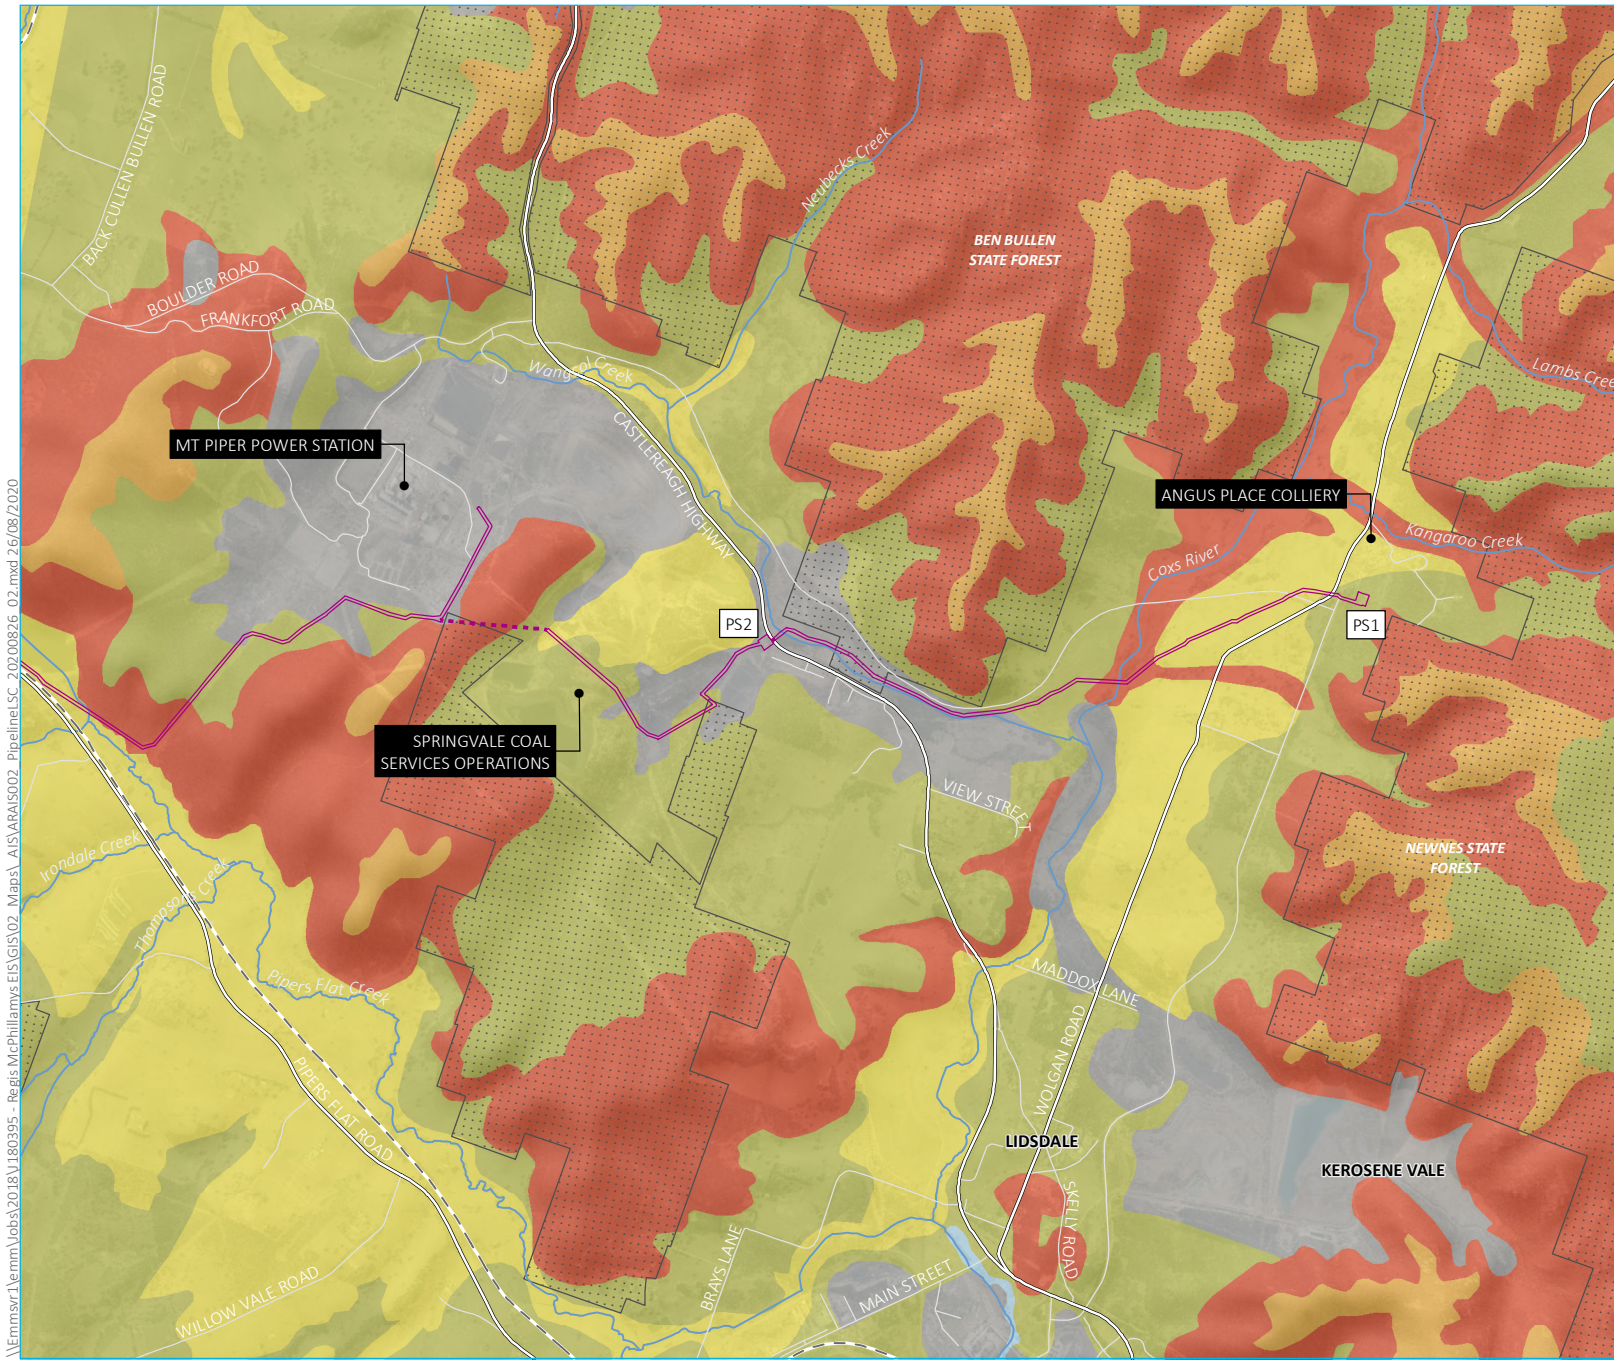 BACK CULLEN BULLEN ROAD
Neubecks Creek
BEN BULLEN
STATE FOREST
BOULDER ROAD
FRANKFORT ROAD
Wangcol Creek
Lambs Cree
CASTLEREAGH HIGHWAY
MT PIPER POWER STATION
ANGUS PLACE COLLIERY
Kangaroo Creek
Coxs River
PS2
PS1
SPRINGVALE COAL
SERVICES OPERATIONS
VIEW STREET
Irondale Creek
Thompsons Creek
NEWNES STATE
FOREST
Pipers Flat Creek
MADDOX LANE
WOLGAN ROAD
PIPERS FLAT ROAD
LIDSDALE
KEROSENE VALE
SKELLY ROAD
BRAYS LANE
MAIN STREET
WILLOW VALE ROAD
\\Emmsvr1\emm\Jobs\2018\J180395 - Regis McPhillamys EIS\GIS\02_Maps\_AIS\ARAIS002_PipelineLSC_20200826_02.mxd 26/08/2020